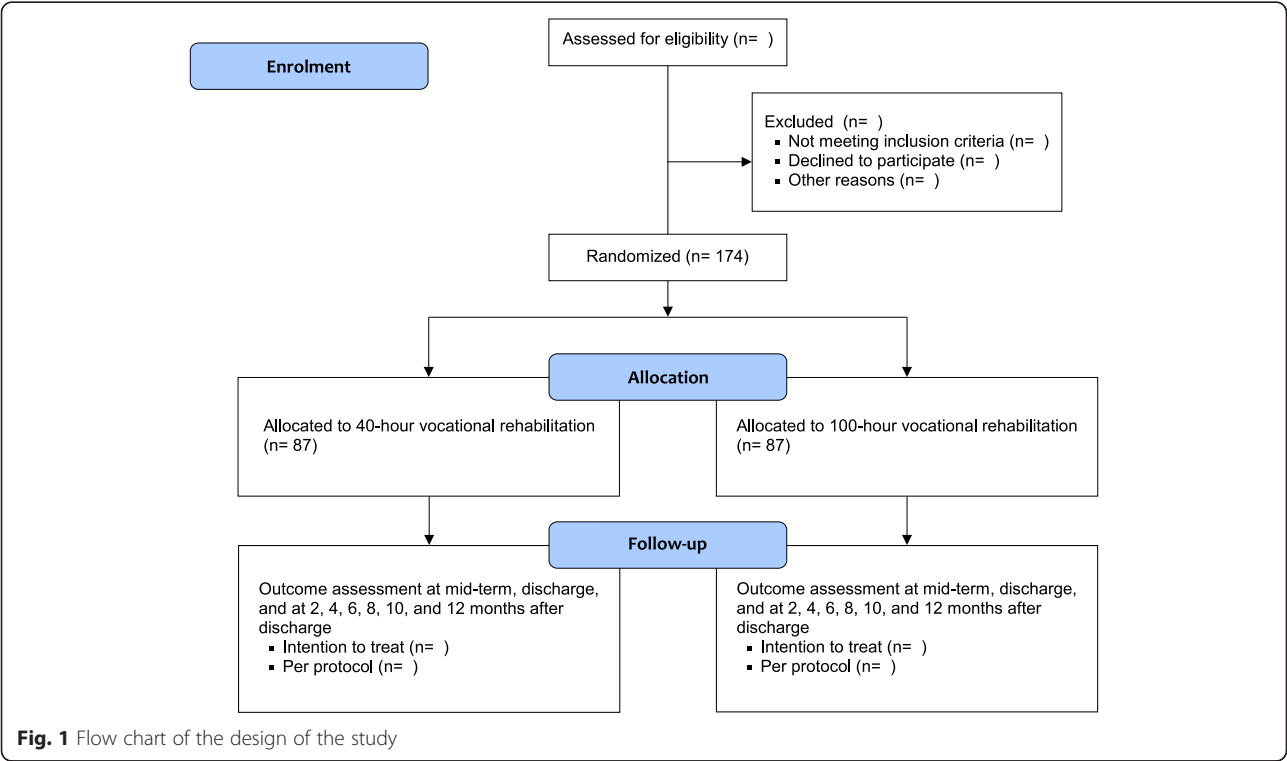 Assessed for eligibility (n= )
Enrolment
Excluded (n= )
▪ Not meeting inclusion criteria (n= )
▪ Declined to participate (n= )
▪ Other reasons (n= )
Randomized (n= 174)
Allocation
Allocated to 40-hour vocational rehabilitation
(n= 87)
Allocated to 100-hour vocational rehabilitation
(n= 87)
Follow-up
Outcome assessment at mid-term, discharge,
and at 2, 4, 6, 8, 10, and 12 months after
discharge
▪ Intention to treat (n= )
▪ Per protocol (n= )
Outcome assessment at mid-term, discharge,
and at 2, 4, 6, 8, 10, and 12 months after
discharge
▪ Intention to treat (n= )
▪ Per protocol (n= )
Fig. 1 Flow chart of the design of the study